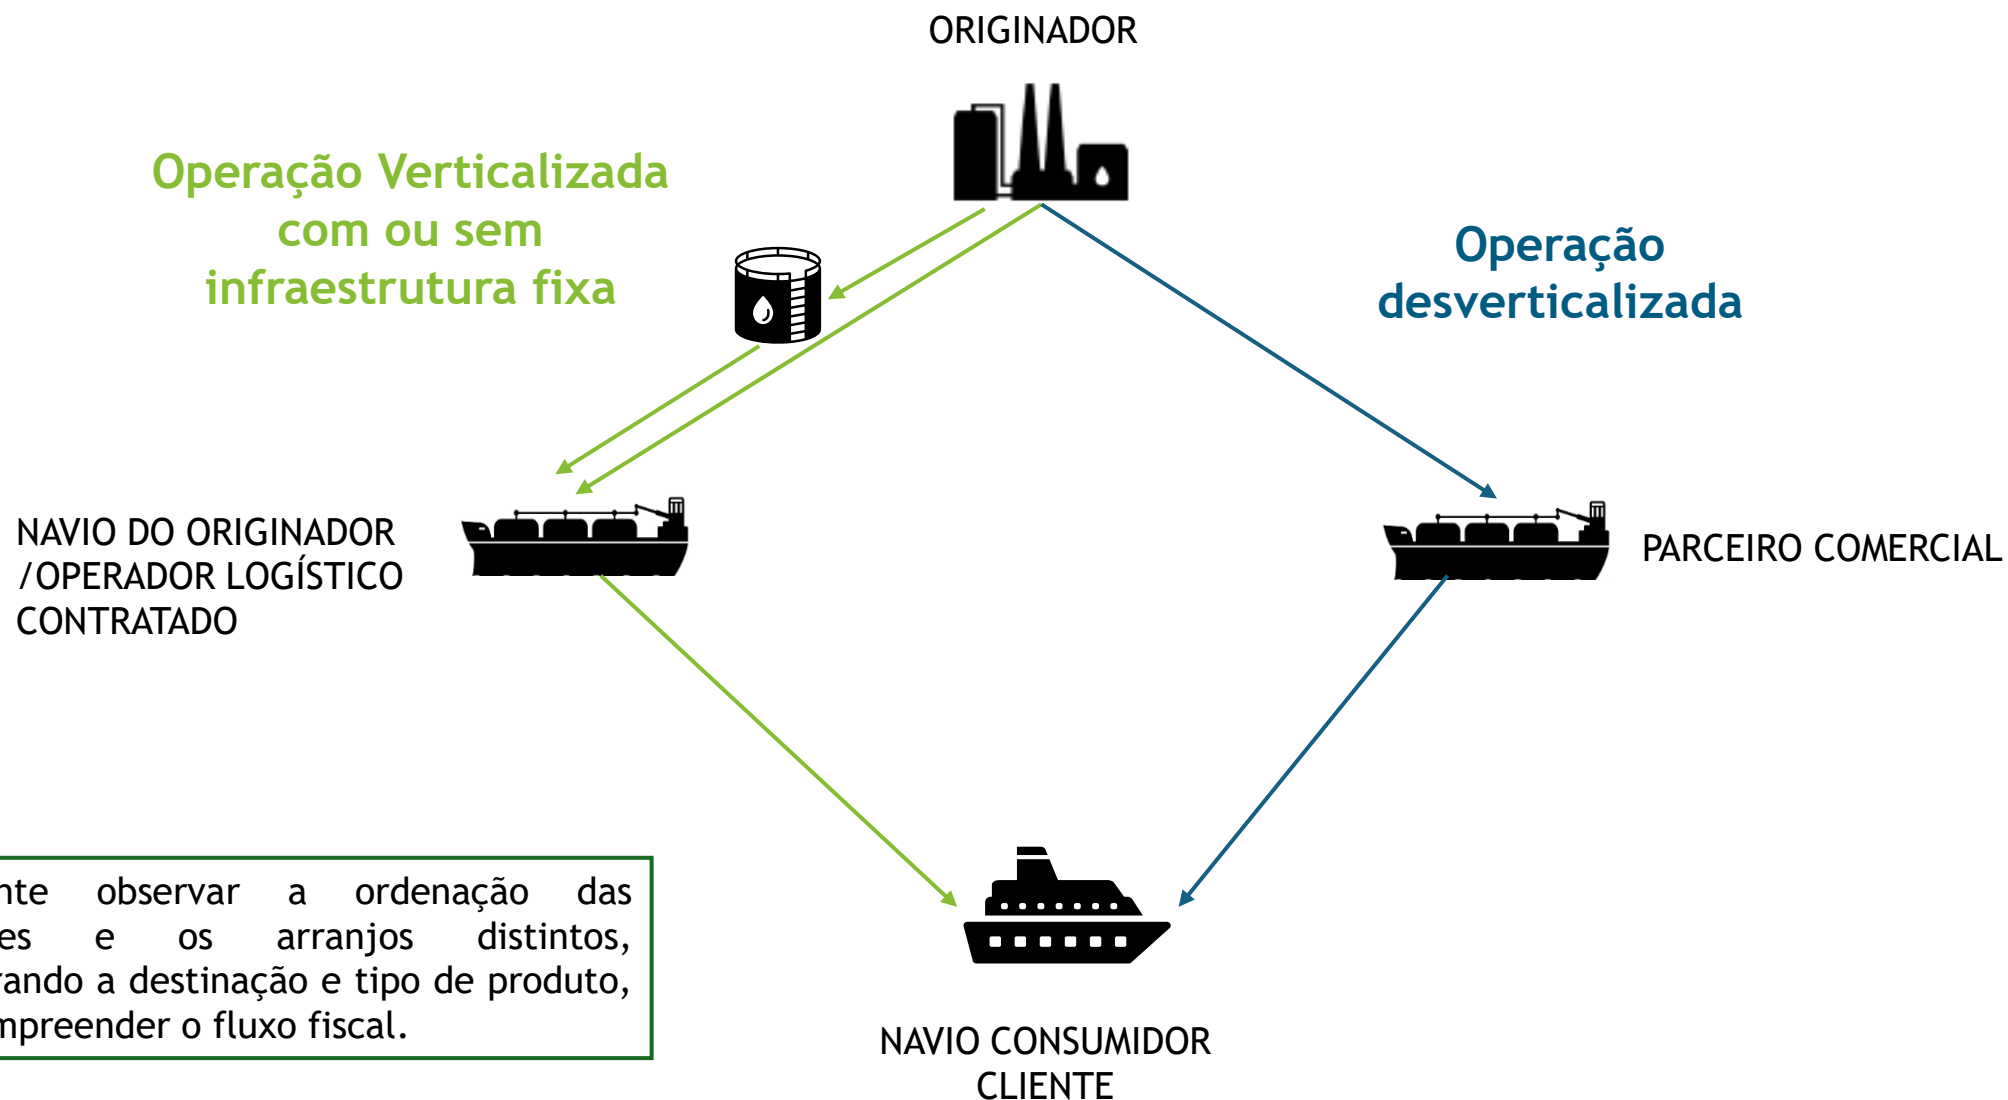 ORIGINADOR
Operação Verticalizada
com ou sem
infraestrutura fixa
Operação
desverticalizada
NAVIO DO ORIGINADOR
/OPERADOR LOGÍSTICO
CONTRATADO
PARCEIRO COMERCIAL
observar a ordenação das
e os arranjos distintos,
a destinação e tipo de produto,
o fluxo fiscal.
NAVIO CONSUMIDOR
CLIENTE